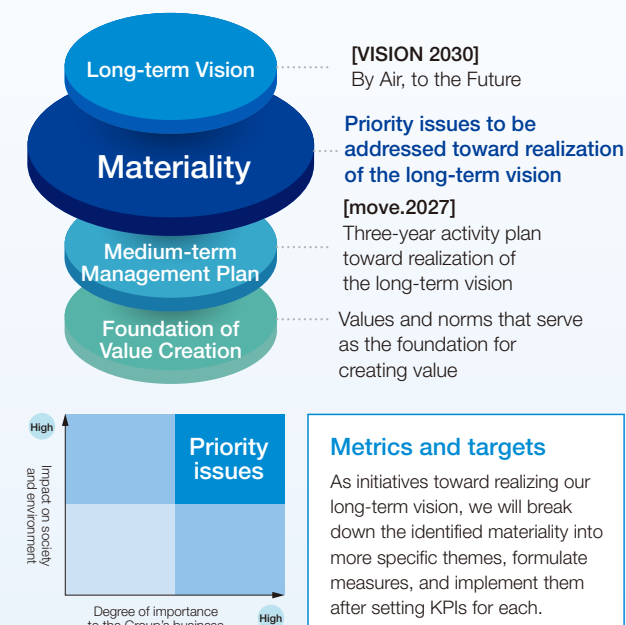 Long-term Vision
[VISION 2030]
By Air, to the Future
Materiality
Priority issues to be
addressed toward realization
of the long-term vision
Medium-term
Management Plan
[move.2027]
Three-year activity plan
toward realization of
the long-term vision
Foundation of
Value Creation
Values and norms that serve
as the foundation for
creating value
High
Impact on society
and environment
Priority
issues
Degree of importance
to the Group's business
High
Metrics and targets
As initiatives toward realizing our
long-term vision, we will break
down the identified materiality into
more specific themes, formulate
measures, and implement them
after setting KPIs for each.